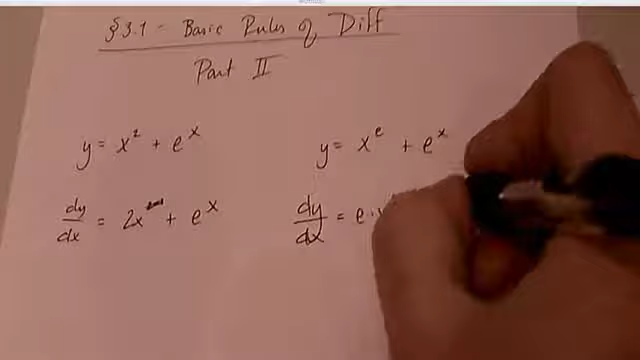 §3.1 - Basic Rules of Diff
Part II
y = x² + eˣ
y = xᵉ + eˣ
dy/dx = 2x + eˣ
dy/dx = e·x